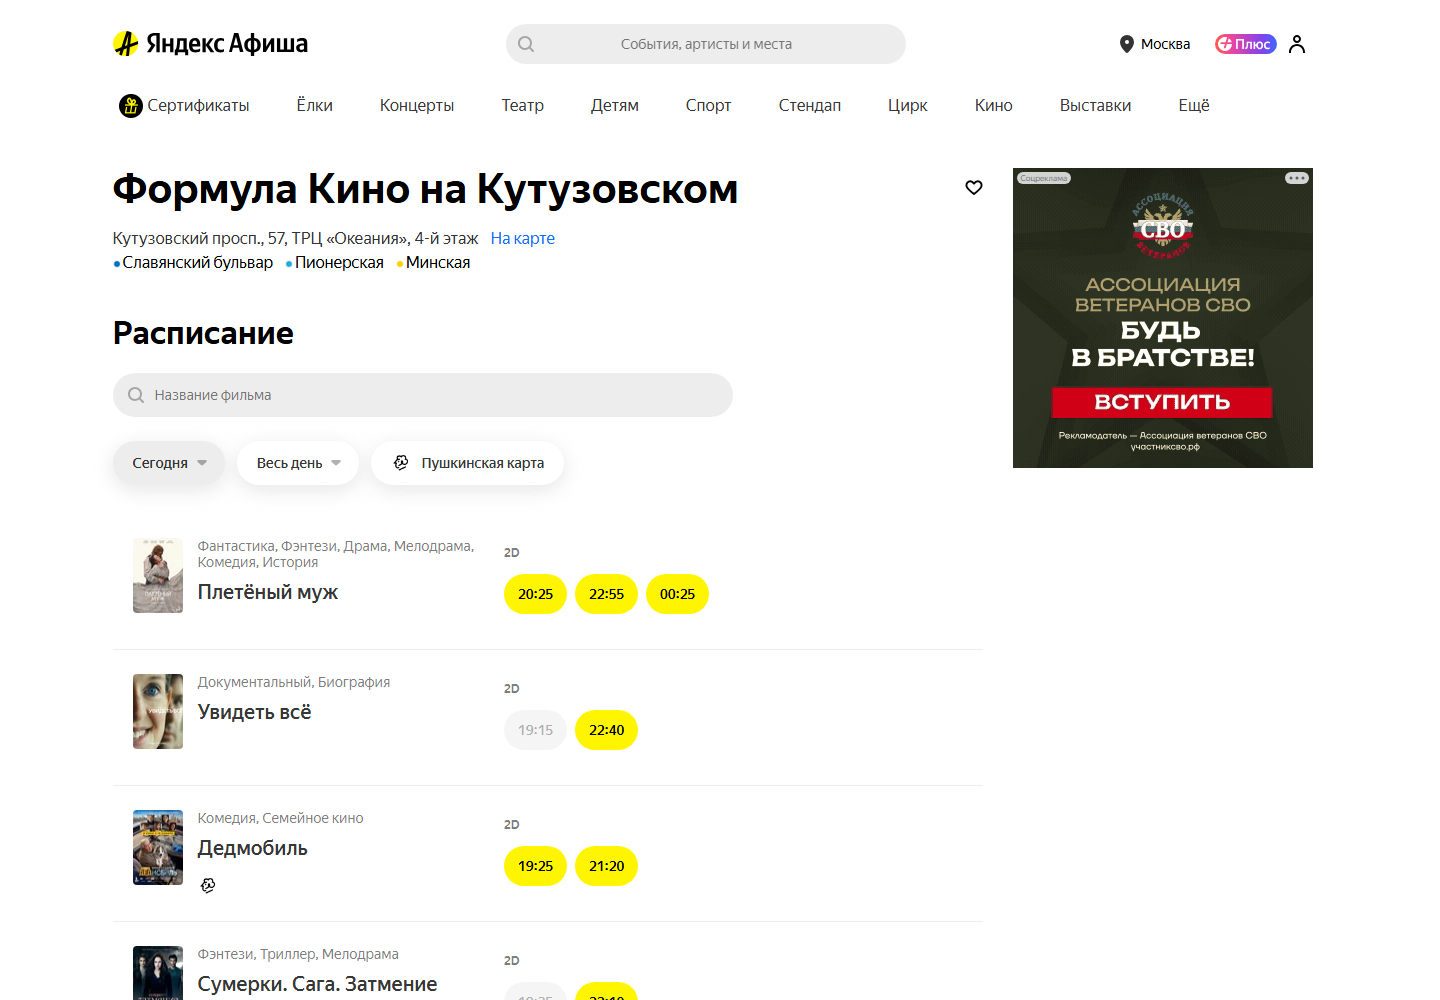 Яндекс Афиша
События, артисты и места
Москва
Плюс
Сертификаты
Ёлки
Концерты
Театр
Детям
Спорт
Стендап
Цирк
Кино
Выставки
Ещё
Формула Кино на Кутузовском
Кутузовский просп., 57, ТРЦ «Океания», 4-й этаж На карте
Славянский бульвар Пионерская Минская
Соцреклама
АССОЦИАЦИЯ
СВО
ВЕТЕРАНОВ
АССОЦИАЦИЯ
ВЕТЕРАНОВ СВО
БУДЬ
В БРАТСТВЕ!
ВСТУПИТЬ
Рекламодатель — Ассоциация ветеранов СВО
участниксво.рф
Расписание
Название фильма
Сегодня
Весь день
Пушкинская карта
Фантастика, Фэнтези, Драма, Мелодрама,
Комедия, История
Плетёный муж
2D
20:25 22:55 00:25
Документальный, Биография
Увидеть всё
2D
19:15 22:40
Комедия, Семейное кино
Дедмобиль
2D
19:25 21:20
Фэнтези, Триллер, Мелодрама
Сумерки. Сага. Затмение
2D